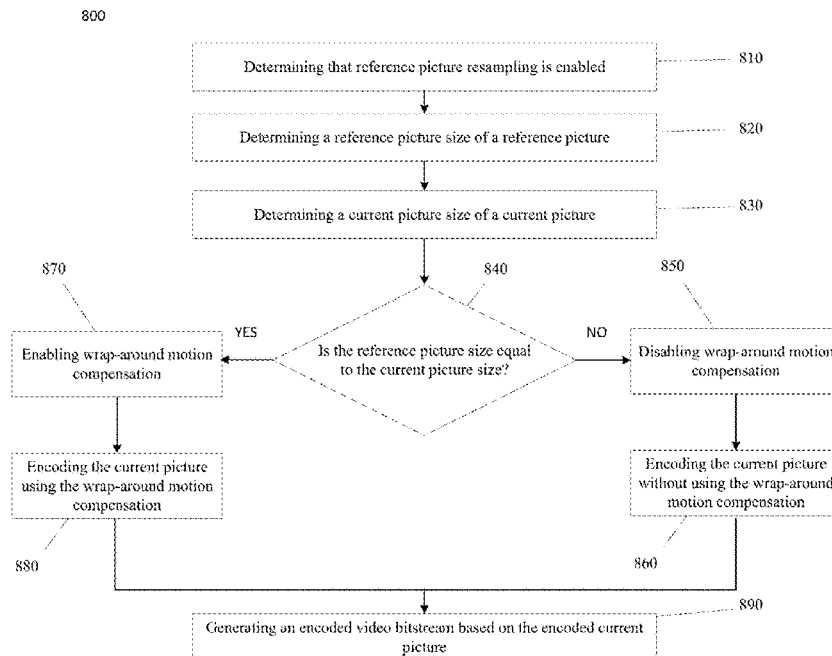 800
Determining that reference picture resampling is enabled
810
Determining a reference picture size of a reference picture
820
Determining a current picture size of a current picture
830
870
840
850
YES
NO
Enabling wrap-around motion
compensation
Is the reference picture size equal
to the current picture size?
Disabling wrap-around motion
compensation
Encoding the current picture
using the wrap-around motion
compensation
Encoding the current picture
without using the wrap-around
motion compensation
880
860
890
Generating an encoded video bitstream based on the encoded current
picture